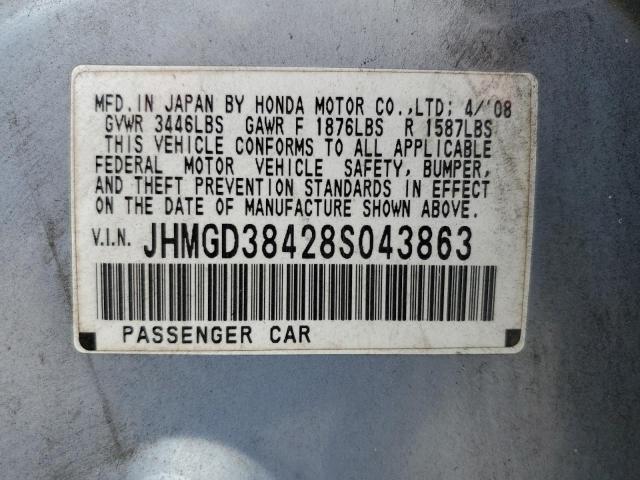 MFD. IN JAPAN BY HONDA MOTOR CO.,LTD; 4/'08
GVWR 3446LBS GAWR F 1876LBS R 1587LBS
THIS VEHICLE CONFORMS TO ALL APPLICABLE
FEDERAL MOTOR VEHICLE SAFETY, BUMPER,
AND THEFT PREVENTION STANDARDS IN EFFECT
ON THE DATE OF MANUFACTURE SHOWN ABOVE.
V.I.N. JHMGD38428S043863
PASSENGER CAR